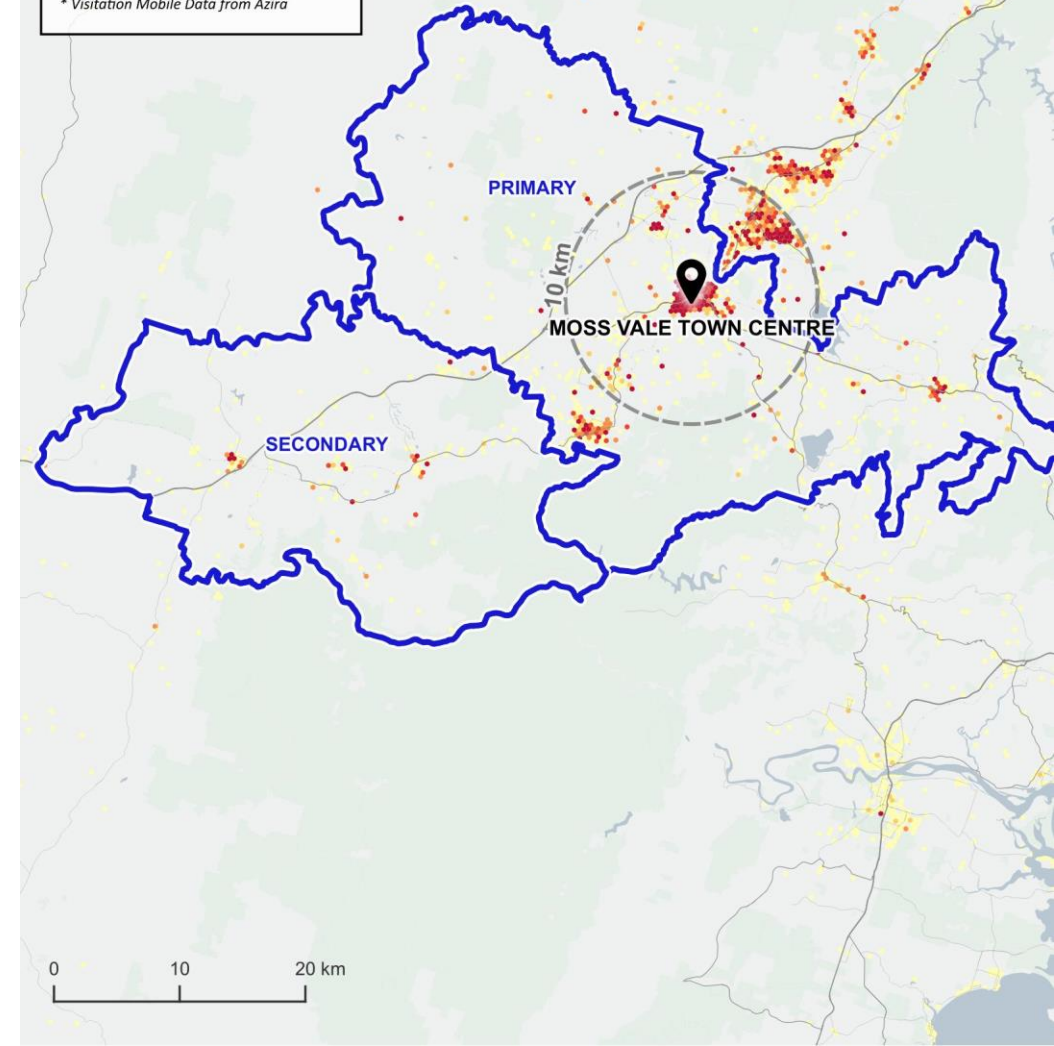 * Visitation Mobile Data from Azira
PRIMARY
10 km
MOSS VALE TOWN CENTRE
SECONDARY
0 10 20 km